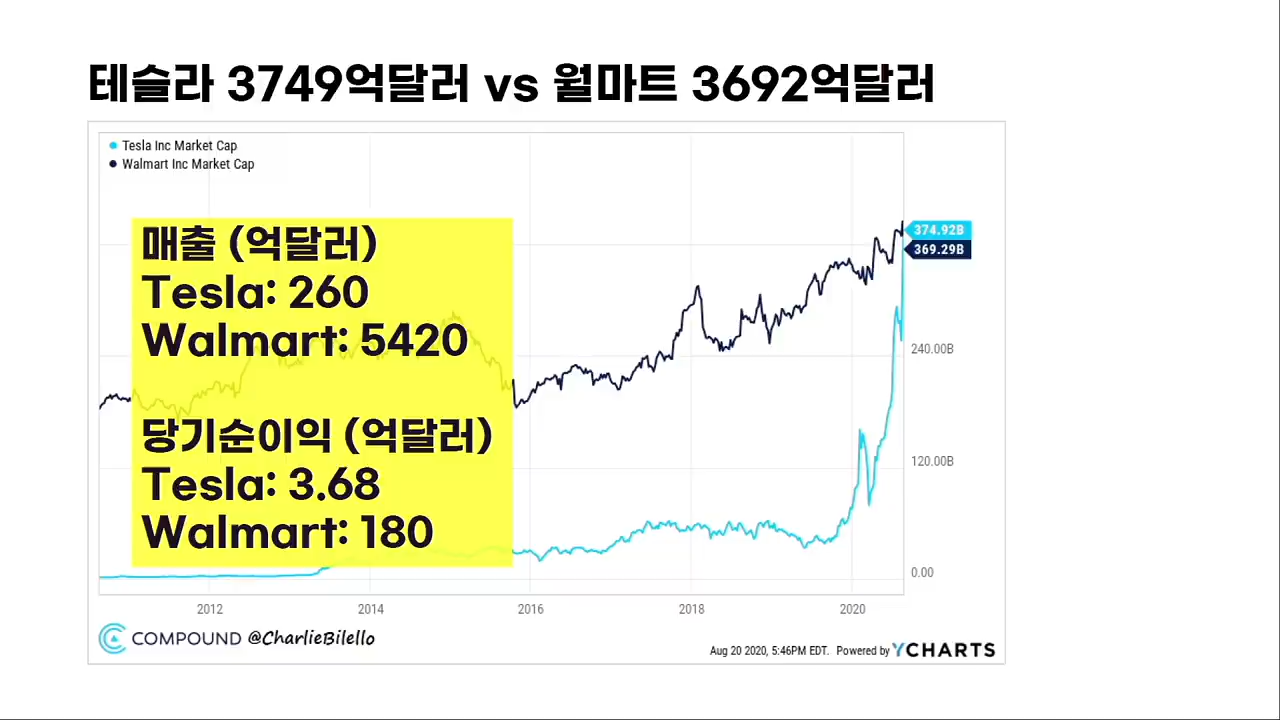 테슬라 3749억달러 vs 월마트 3692억달러
Tesla Inc Market Cap
Walmart Inc Market Cap
매출 (억달러)
Tesla: 260
Walmart: 5420
당기순이익 (억달러)
Tesla: 3.68
Walmart: 180
374.92B
369.29B
240.00B
120.00B
0.00
2012 2014 2016 2018 2020
COMPOUND @CharlieBilello
Aug 20 2020, 5:46PM EDT. Powered by YCHARTS